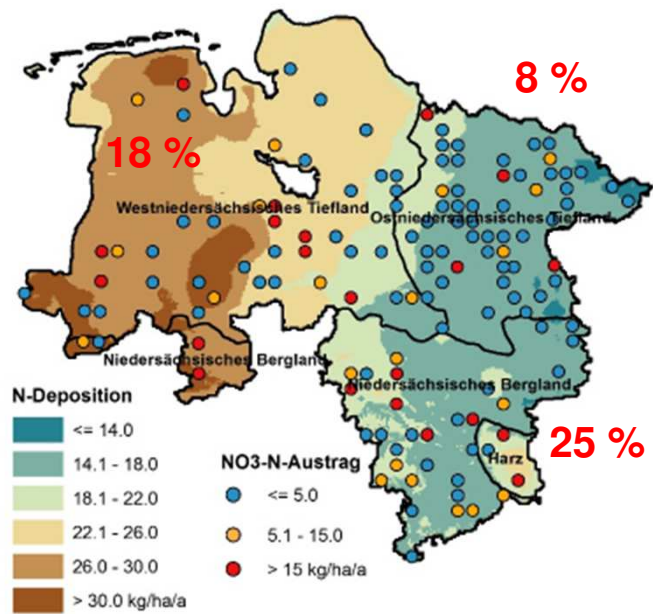 8 %
18 %
Westniedersächsisches Tiefland
Ostniedersächsisches Tiefland
Niedersächsisches Bergland
Niedersächsisches Bergland
25 %
Harz
N-Deposition
<= 14.0
14.1 - 18.0
18.1 - 22.0
22.1 - 26.0
26.0 - 30.0
> 30.0 kg/ha/a
NO3-N-Austrag
<= 5.0
5.1 - 15.0
> 15 kg/ha/a